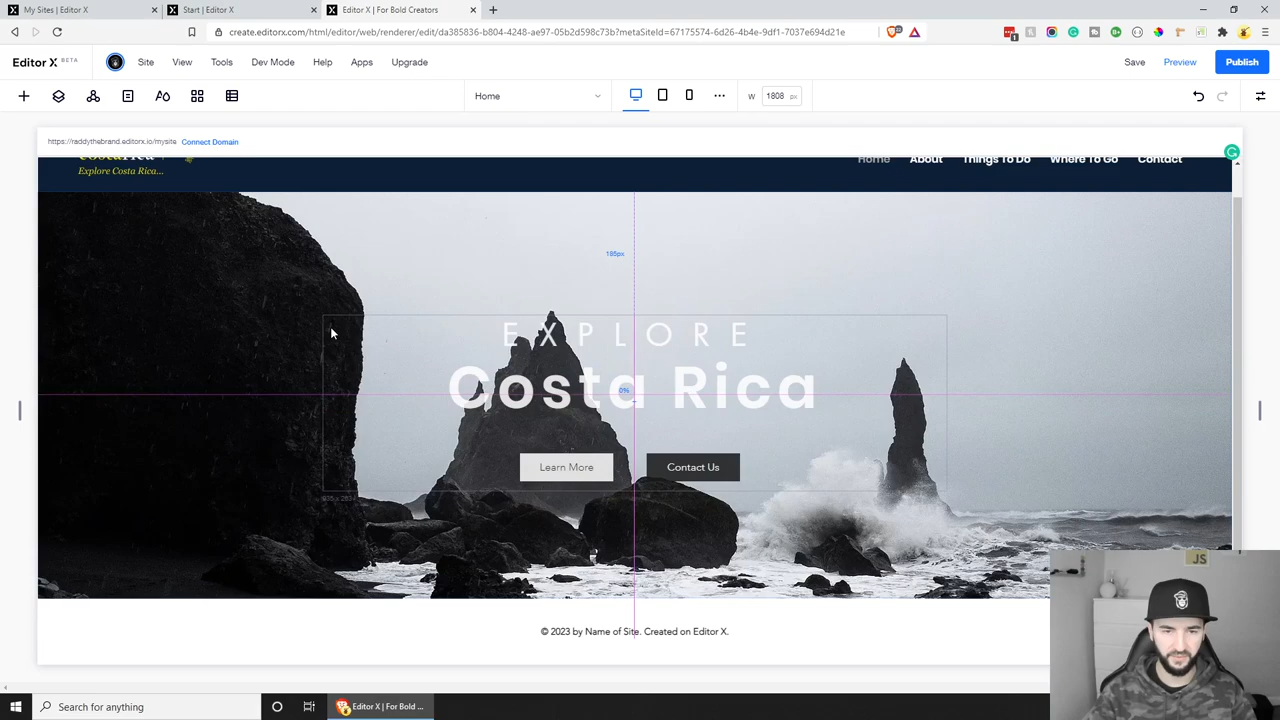 My Sites | Editor X
Start | Editor X
Editor X | For Bold Creators
create.editorx.com/html/editor/web/renderer/edit/da3d5836-b804-4248-ae97-05b2d598c73b?metaSiteId=67175574-6d26-4b4e-9df1-7037e694d21e
Editor X BETA
Site
View
Tools
Dev Mode
Help
Apps
Upgrade
Save
Preview
Publish
Home
W
1808
px
https://raddythebrand.editorx.io/mysite
Connect Domain
Explore Costa Rica...
Home
About
Things To Do
Where To Go
Contact
185px
EXPLORE
Costa Rica
0%
Learn More
Contact Us
© 2023 by Name of Site. Created on Editor X.
JS
Search for anything
Editor X | For Bold ...